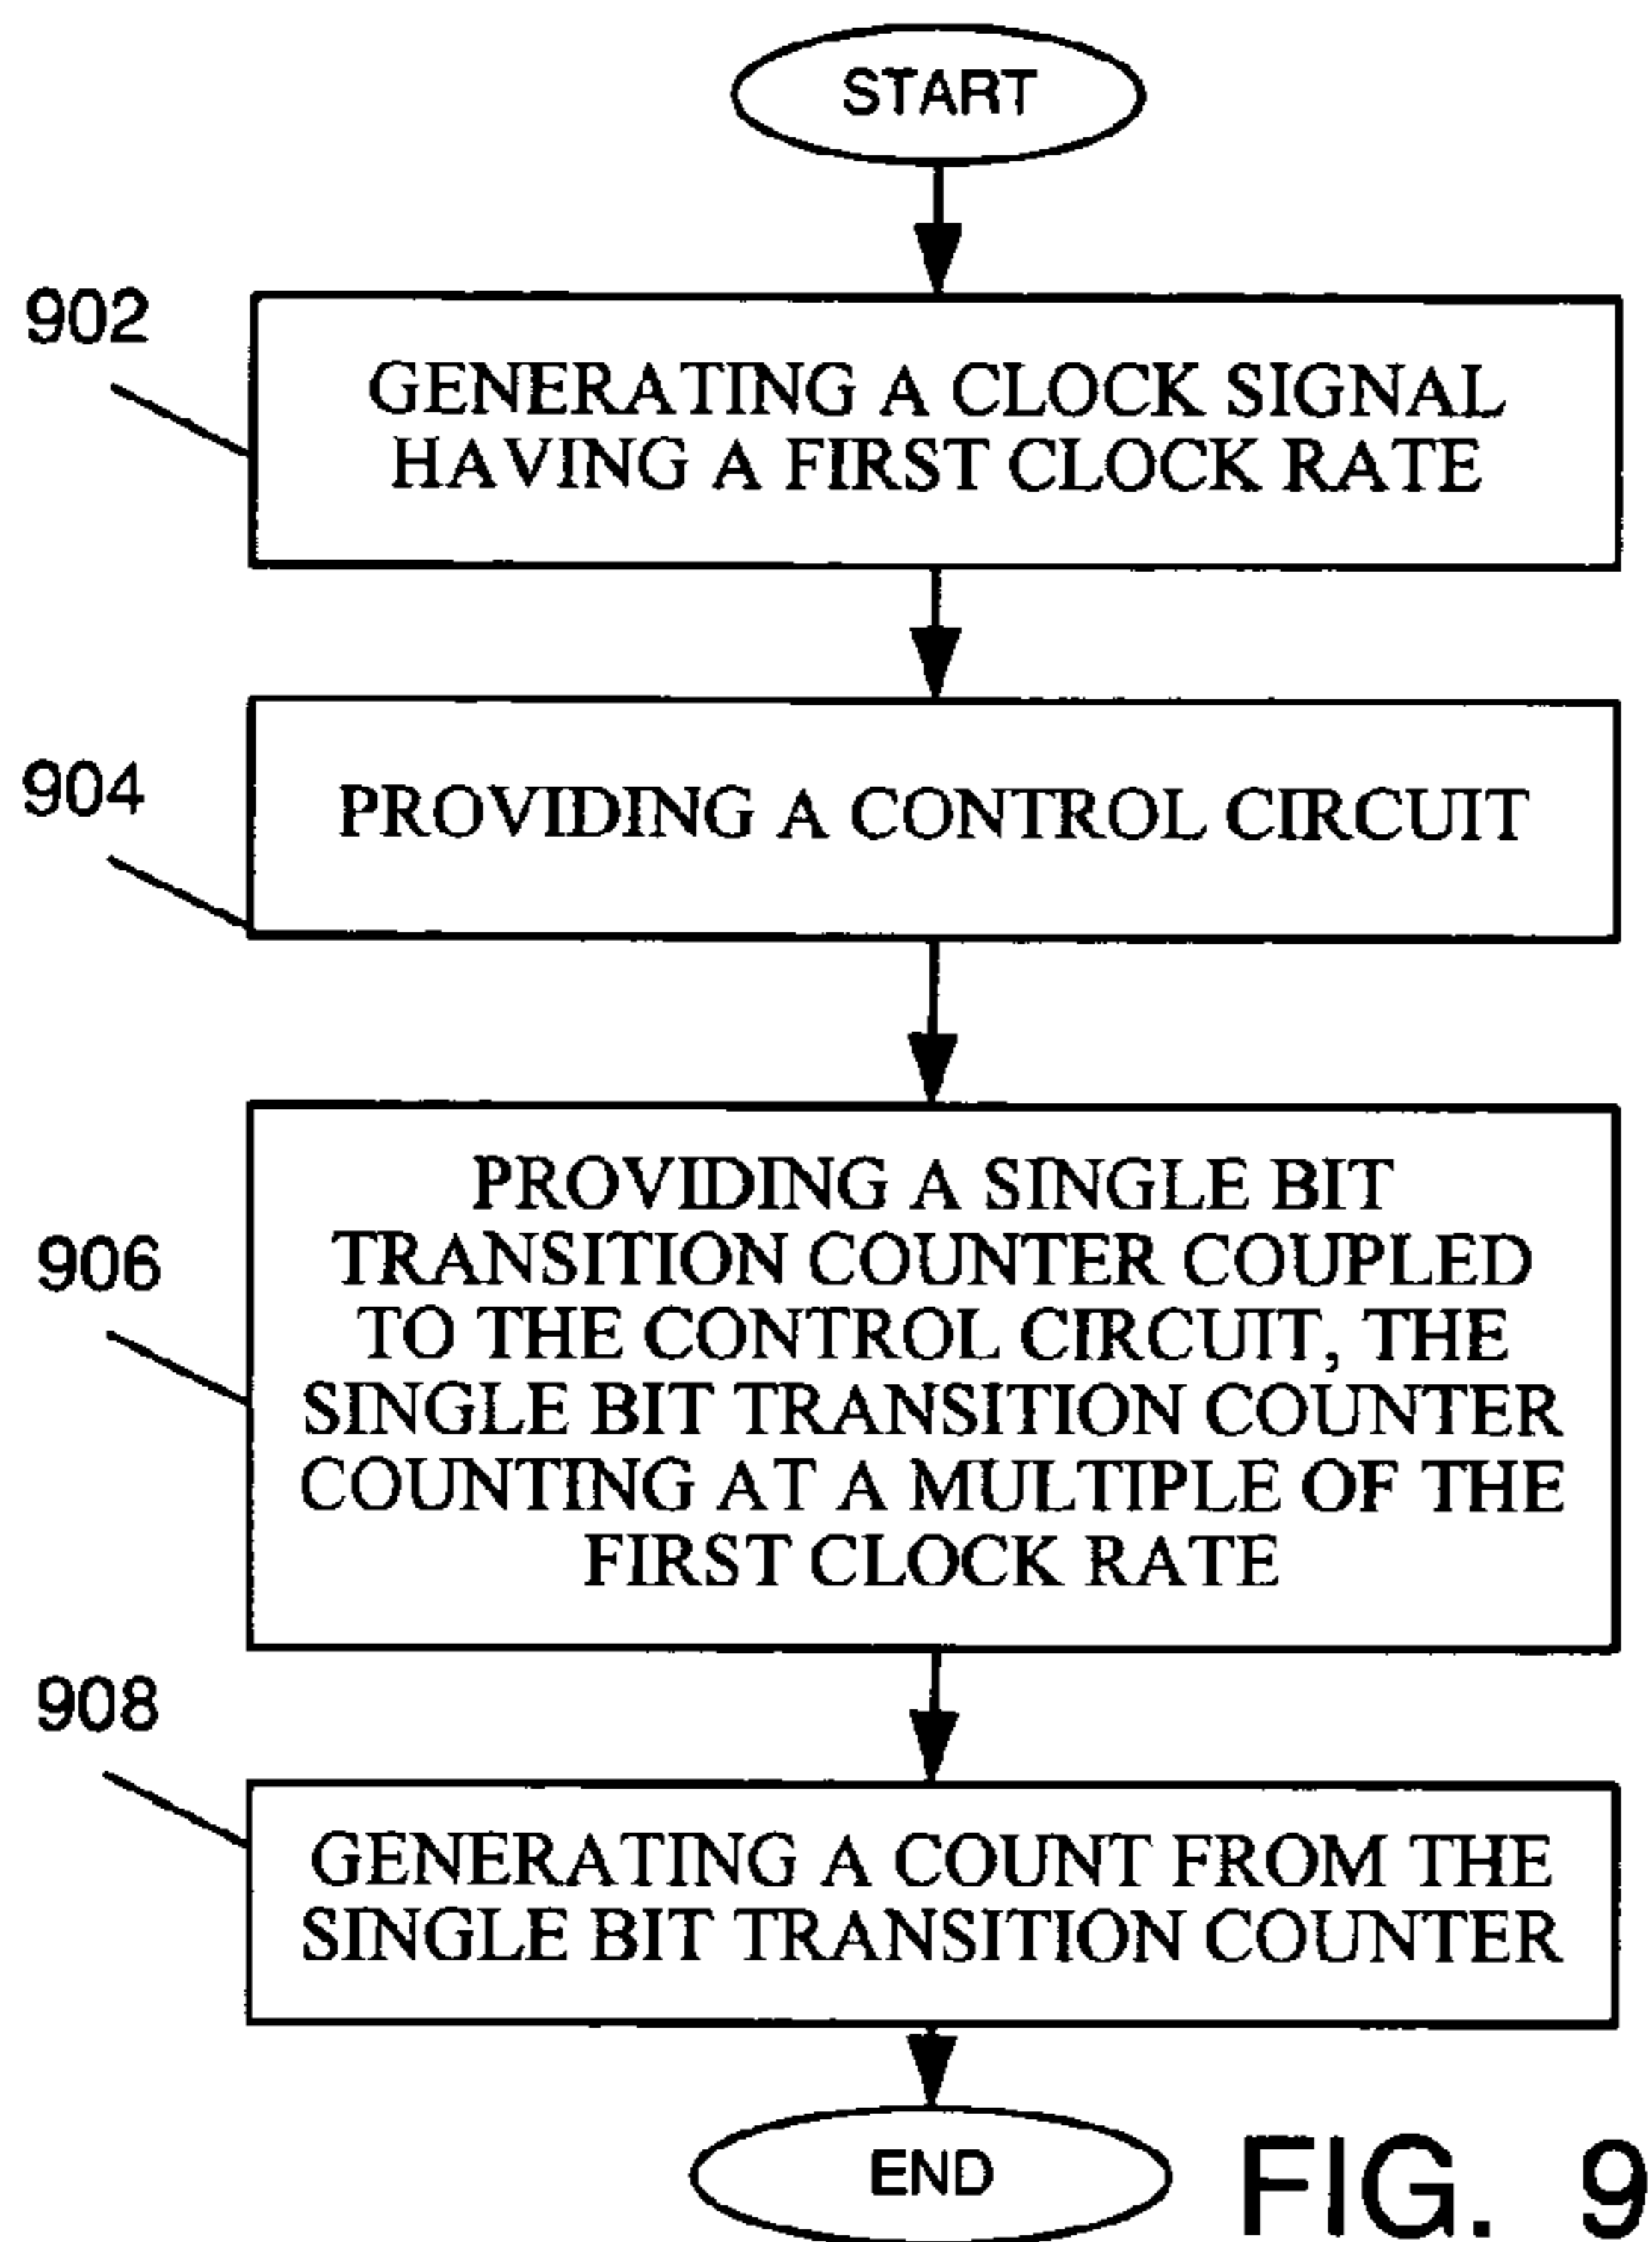 START
902
GENERATING A CLOCK SIGNAL
HAVING A FIRST CLOCK RATE
904
PROVIDING A CONTROL CIRCUIT
906
PROVIDING A SINGLE BIT
TRANSITION COUNTER COUPLED
TO THE CONTROL CIRCUIT, THE
SINGLE BIT TRANSITION COUNTER
COUNTING AT A MULTIPLE OF THE
FIRST CLOCK RATE
908
GENERATING A COUNT FROM THE
SINGLE BIT TRANSITION COUNTER
END
FIG. 9